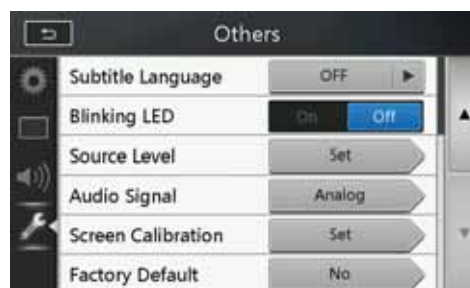 Others
Subtitle Language OFF
Blinking LED On Off
Source Level Set
Audio Signal Analog
Screen Calibration Set
Factory Default No